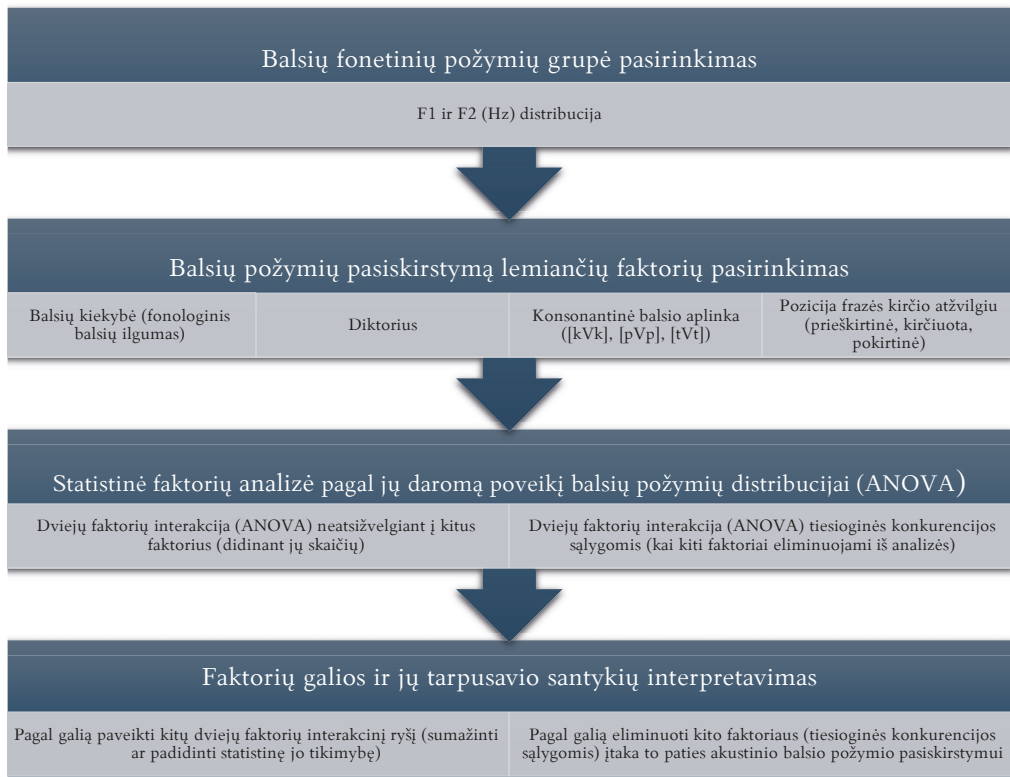 Balsių fonetinių požymių grupė pasirinkimas
F1 ir F2 (Hz) distribucija
Balsių požymių pasiskirstymą lemiančių faktorių pasirinkimas
Balsių kiekybė (fonologinis
balsių ilgumas)
Diktorius
Konsonantinė balsio aplinka
([kVk], [pVp], [tVt])
Pozicija frazės kirčio atžvilgiu
(prieškirtinė, kirčiuota,
pokirtinė)
Statistinė faktorių analizė pagal jų daromą poveikį balsių požymių distribucijai (ANOVA)
Dviejų faktorių interakcija (ANOVA) neatsižvelgiant į kitus
faktorius (didinant jų skaičių)
Dviejų faktorių interakcija (ANOVA) tiesioginės konkurencijos
sąlygomis (kai kiti faktoriai eliminuojami iš analizės)
Faktorių galios ir jų tarpusavio santykių interpretavimas
Pagal galią paveikti kitų dviejų faktorių interakcinį ryšį (sumažinti
ar padidinti statistinę jo tikimybę)
Pagal galią eliminuoti kito faktoriaus (tiesioginės konkurencijos
sąlygomis) įtaka to paties akustinio balsio požymio pasiskirstymui